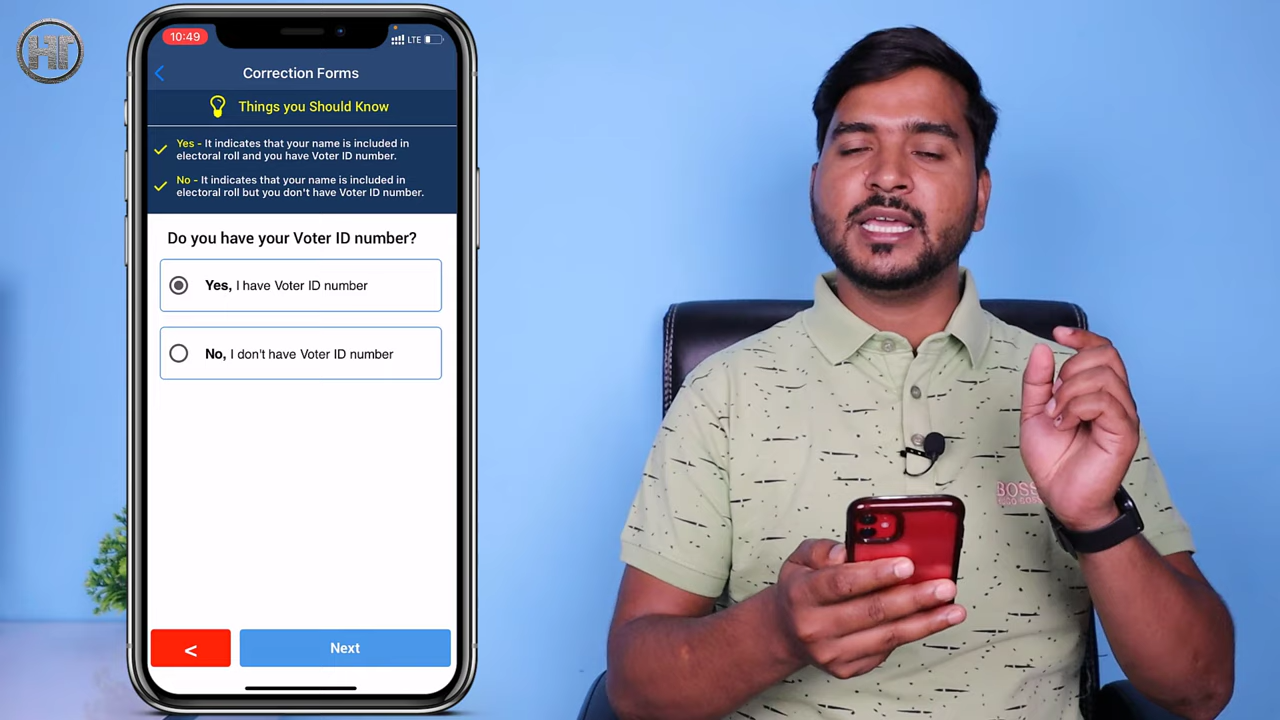 HT
10:49
LTE
Correction Forms
Things you Should Know
Yes - It indicates that your name is included in
electoral roll and you have Voter ID number.
No - It indicates that your name is included in
electoral roll but you don't have Voter ID number.
Do you have your Voter ID number?
Yes, I have Voter ID number
No, I don't have Voter ID number
< Next
BOSS